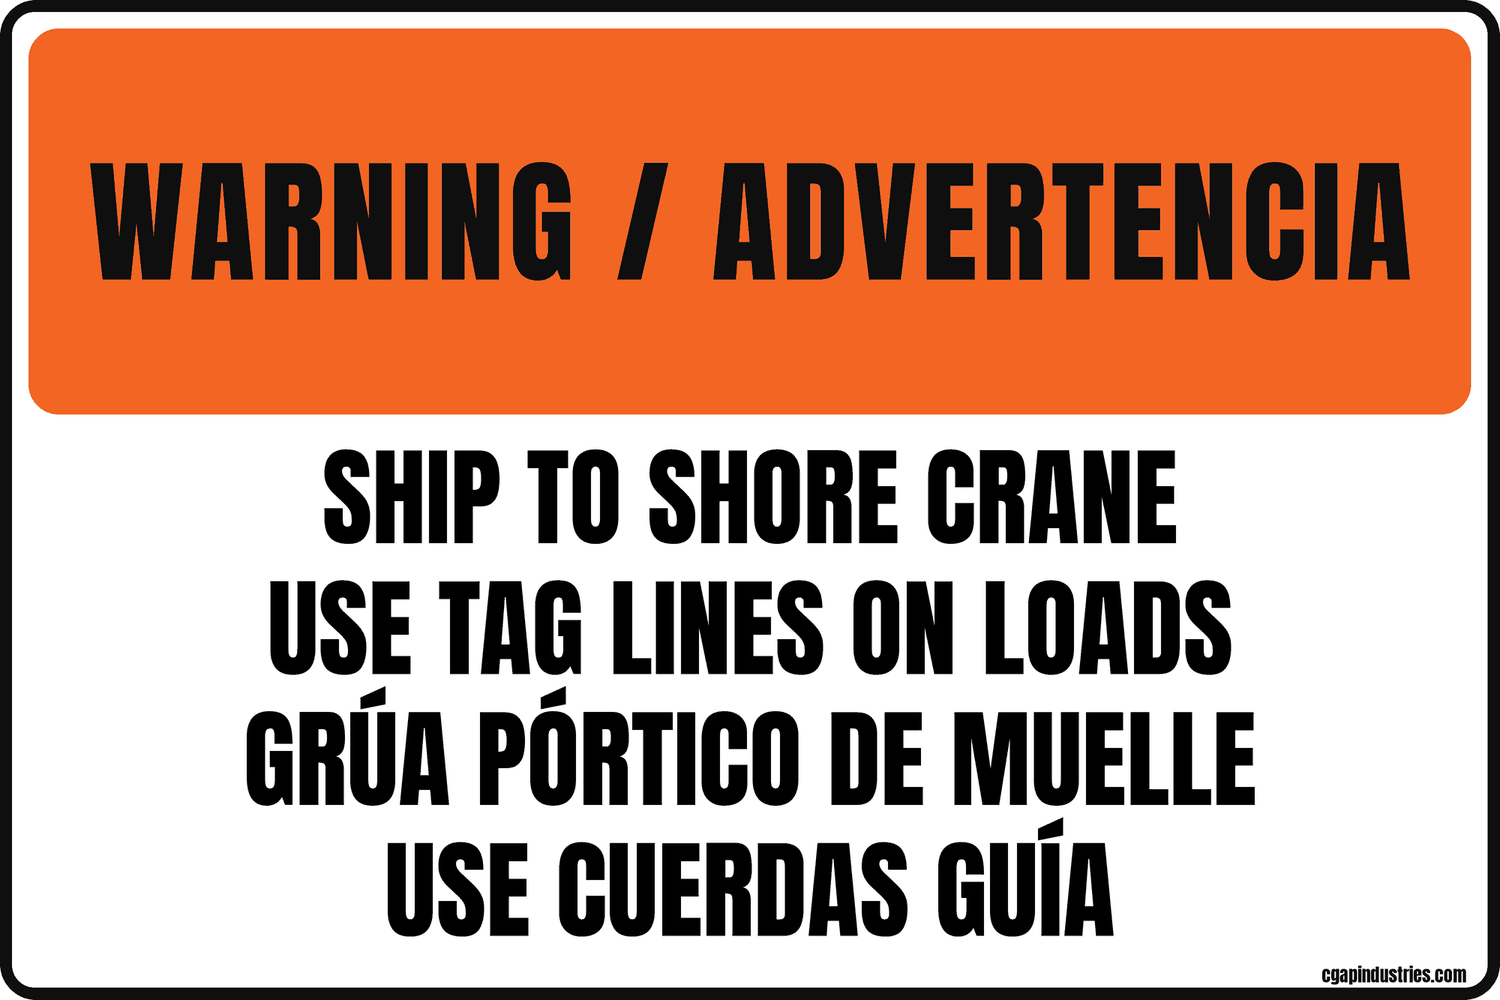 WARNING / ADVERTENCIA
SHIP TO SHORE CRANE
USE TAG LINES ON LOADS
GRÚA PÓRTICO DE MUELLE
USE CUERDAS GUÍA
cgapindustries.com